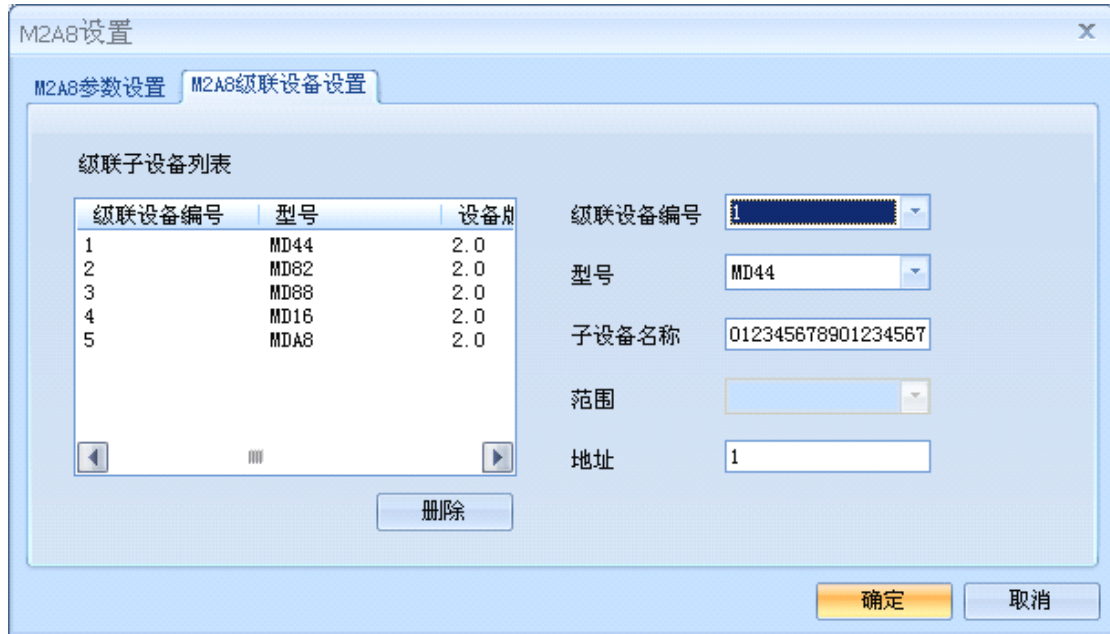 M2A8设置
M2A8参数设置 M2A8级联设备设置
级联子设备列表
级联设备编号 型号 设备版
1 MD44 2.0
2 MD82 2.0
3 MD88 2.0
4 MD16 2.0
5 MDA8 2.0
删除
级联设备编号 1
型号 MD44
子设备名称 012345678901234567
范围
地址 1
确定 取消